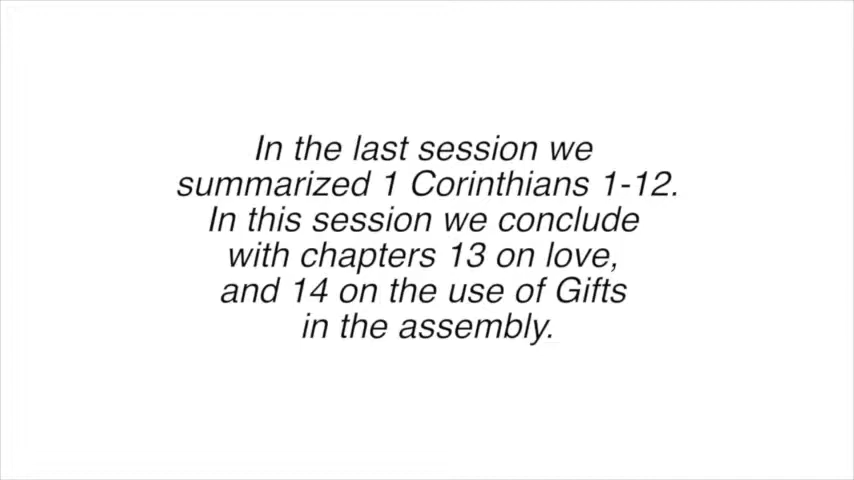 In the last session we
summarized 1 Corinthians 1-12.
In this session we conclude
with chapters 13 on love,
and 14 on the use of Gifts
in the assembly.